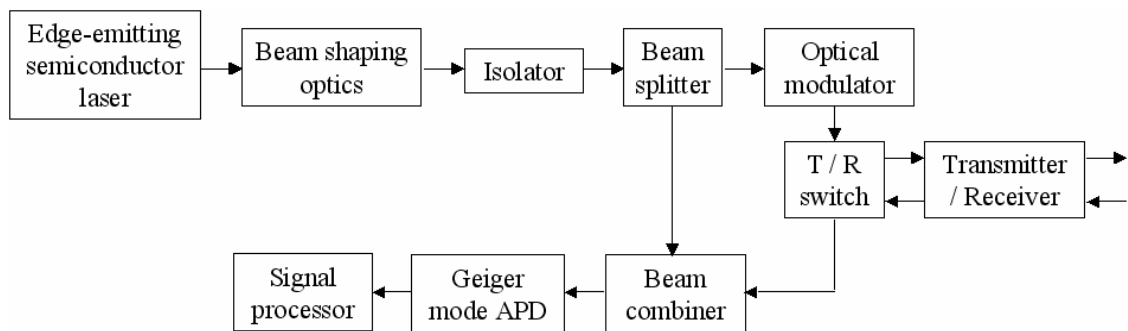 Edge-emitting
semiconductor
laser
Beam shaping
optics
Isolator
Beam
splitter
Optical
modulator
T / R
switch
Transmitter
/ Receiver
Signal
processor
Geiger
mode APD
Beam
combiner